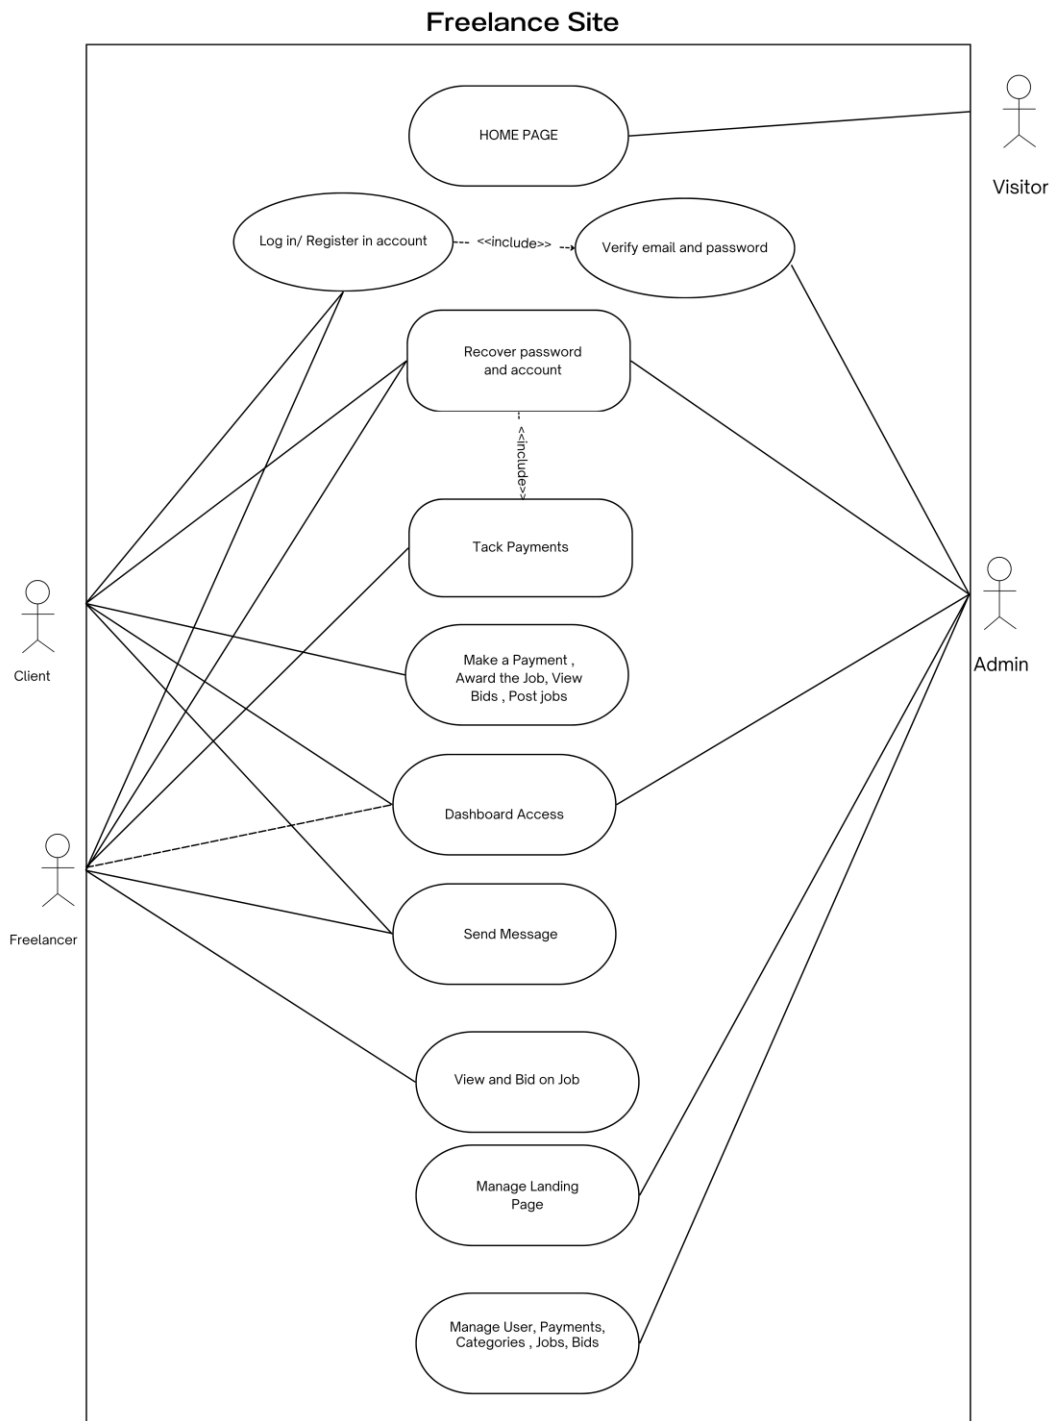 Freelance Site
HOME PAGE
Visitor
Log in/ Register in account
<<include>>
Verify email and password
Recover password
and account
<<include>>
Tack Payments
Client
Admin
Make a Payment ,
Award the Job, View
Bids , Post jobs
Dashboard Access
Freelancer
Send Message
View and Bid on Job
Manage Landing
Page
Manage User, Payments,
Categories , Jobs, Bids